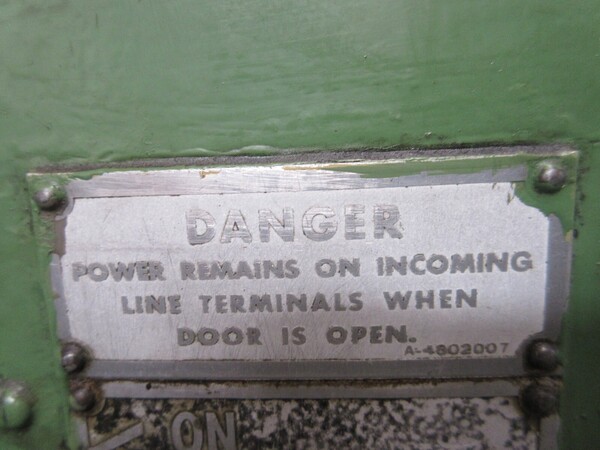 DANGER
POWER REMAINS ON INCOMING
LINE TERMINALS WHEN
DOOR IS OPEN.
A-4802007
ON